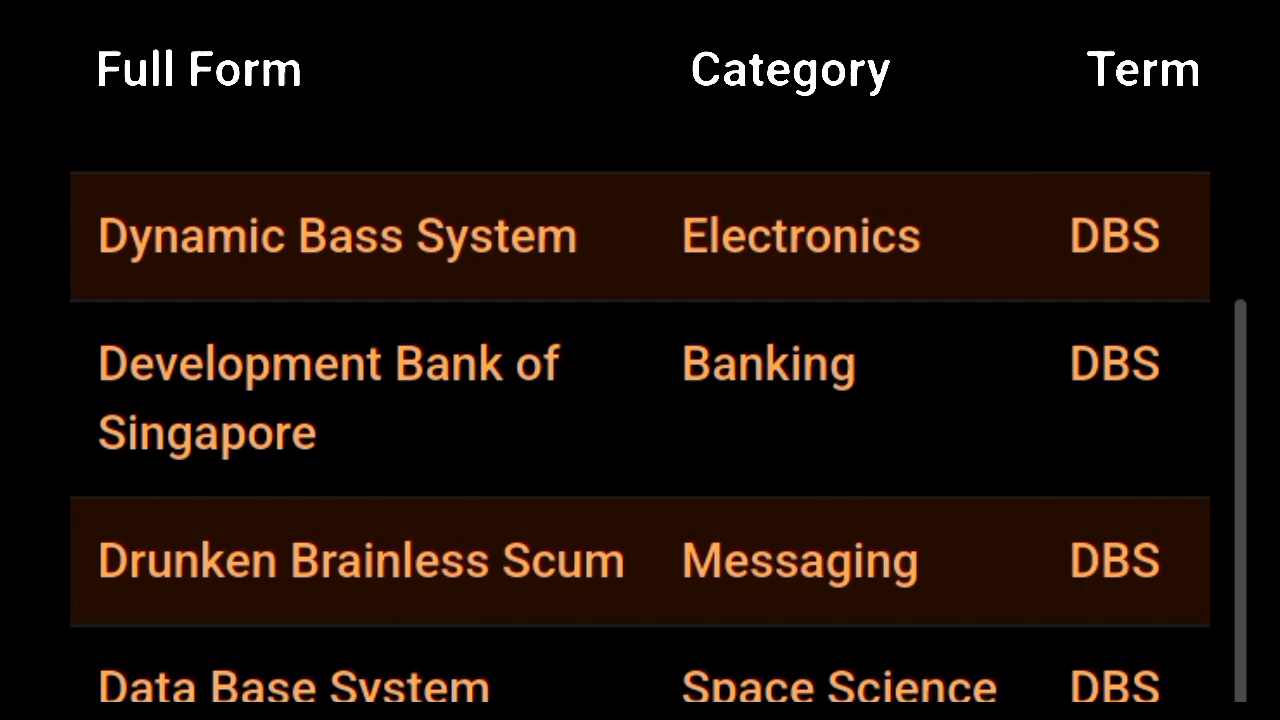 Full Form Category Term
Dynamic Bass System Electronics DBS
Development Bank of Banking DBS
Singapore
Drunken Brainless Scum Messaging DBS
Data Base System Space Science DBS